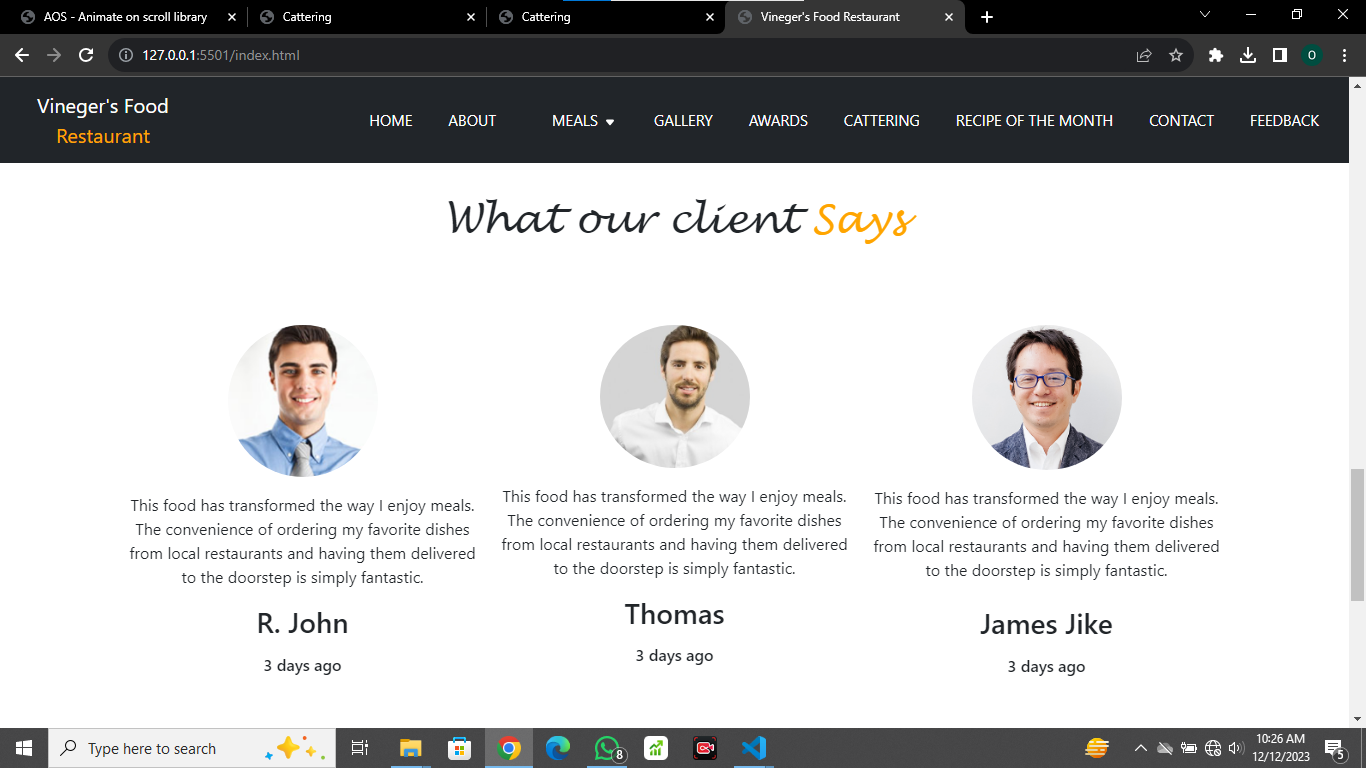 AOS - Animate on scroll library
Cattering
Cattering
Vineger's Food Restaurant
127.0.0.1:5501/index.html
O
Vineger's Food
Restaurant
HOME
ABOUT
MEALS
GALLERY
AWARDS
CATTERING
RECIPE OF THE MONTH
CONTACT
FEEDBACK
What our client Says
This food has transformed the way I enjoy meals.
The convenience of ordering my favorite dishes
from local restaurants and having them delivered
to the doorstep is simply fantastic.
R. John
3 days ago
This food has transformed the way I enjoy meals.
The convenience of ordering my favorite dishes
from local restaurants and having them delivered
to the doorstep is simply fantastic.
Thomas
3 days ago
This food has transformed the way I enjoy meals.
The convenience of ordering my favorite dishes
from local restaurants and having them delivered
to the doorstep is simply fantastic.
James Jike
3 days ago
Type here to search
8
10:26 AM
12/12/2023
5